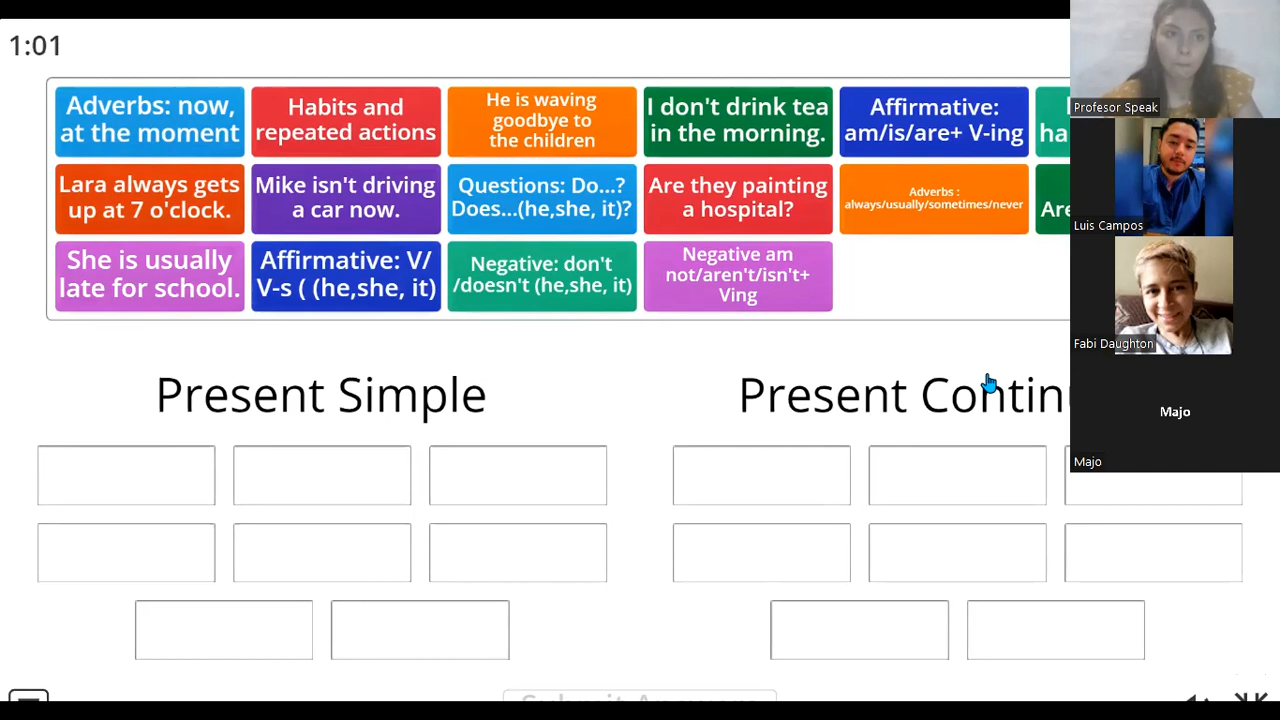 1:01
Adverbs: now,
at the moment
Habits and
repeated actions
He is waving
goodbye to
the children
I don't drink tea
in the morning.
Affirmative:
am/is/are+ V-ing
Lara always gets
up at 7 o'clock.
Mike isn't driving
a car now.
Questions: Do...?
Does...(he,she, it)?
Are they painting
a hospital?
Adverbs :
always/usually/sometimes/never
She is usually
late for school.
Affirmative: V/
V-s ( (he,she, it)
Negative: don't
/doesn't (he,she, it)
Negative am
not/aren't/isn't+
Ving
Present Simple
Present
Profesor Speak
Luis Campos
Fabi Daughton
Majo
Majo